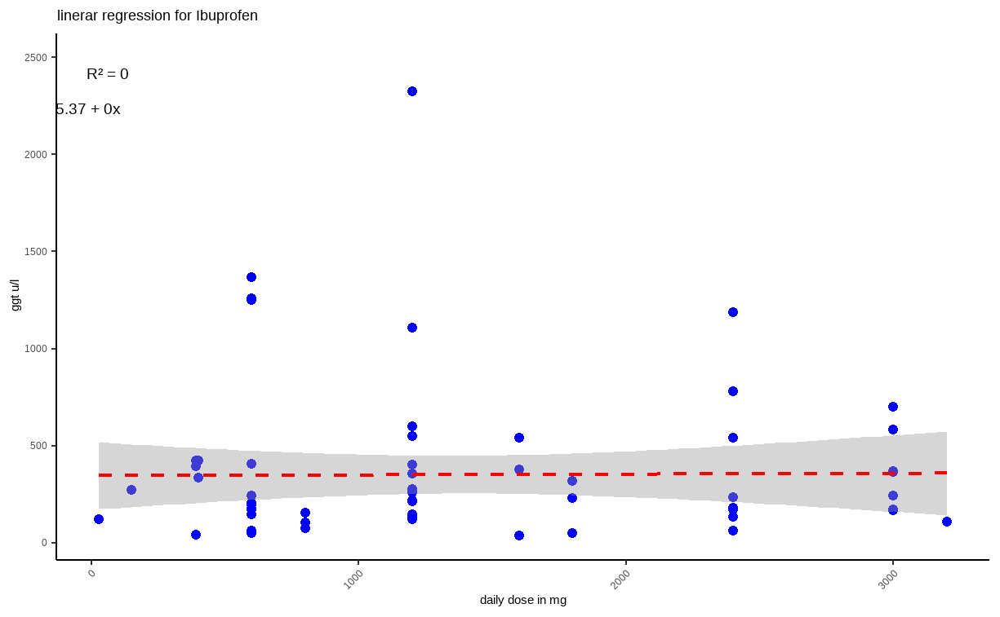 linerar regression for Ibuprofen
2500
R² = 0
5.37 + 0x
2000
1500
ggt u/l
1000
500
0
0
1000
2000
3000
daily dose in mg